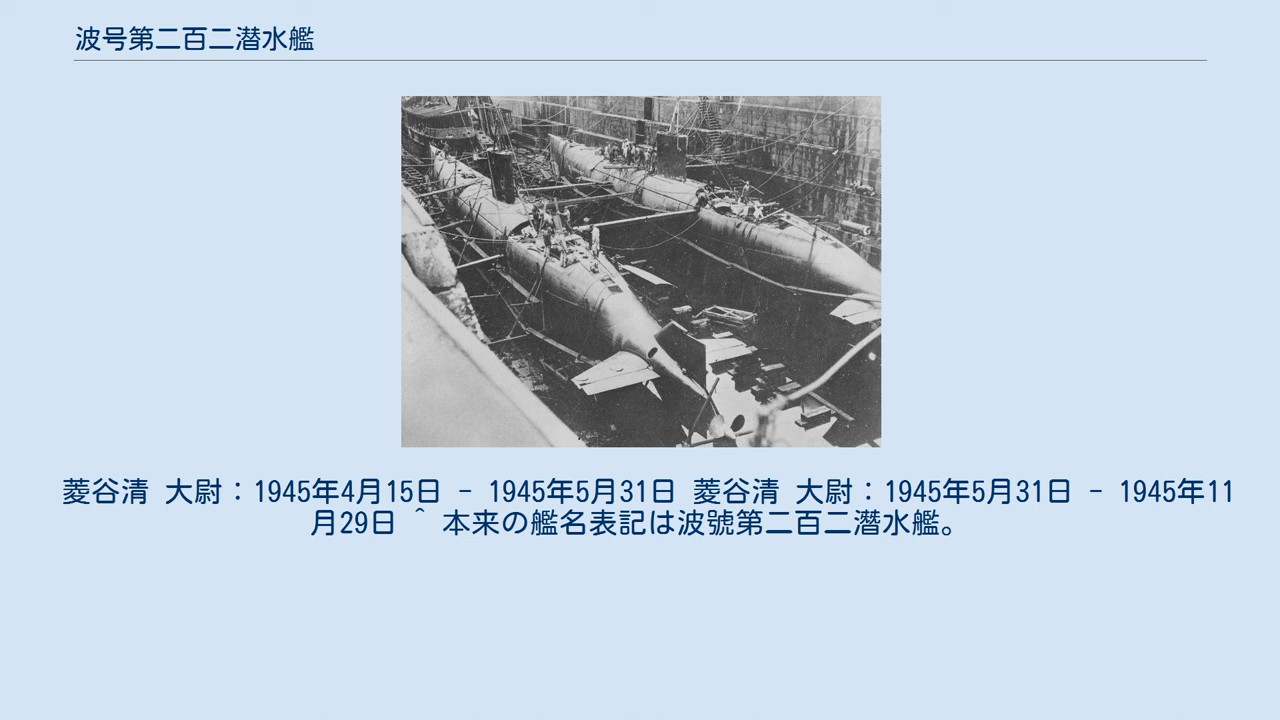 波号第二百二潜水艦
菱谷清 大尉：1945年4月15日 - 1945年5月31日 菱谷清 大尉：1945年5月31日 - 1945年11
月29日 ^ 本来の艦名表記は波號第二百二潛水艦。